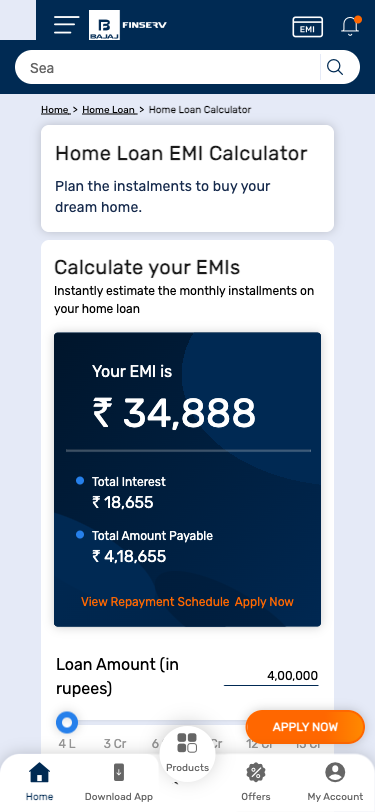 B
BAJAJ
FINSERV
EMI
Sea
Home > Home Loan > Home Loan Calculator
Home Loan EMI Calculator
Plan the instalments to buy your
dream home.
Calculate your EMIs
Instantly estimate the monthly installments on
your home loan
Your EMI is
₹ 34,888
Total Interest
₹ 18,655
Total Amount Payable
₹ 4,18,655
View Repayment Schedule Apply Now
Loan Amount (in
rupees)
4,00,000
APPLY NOW
4 L 3 Cr 6 Cr 12 Cr 15 Cr
Products
Home
Download App
Offers
My Account